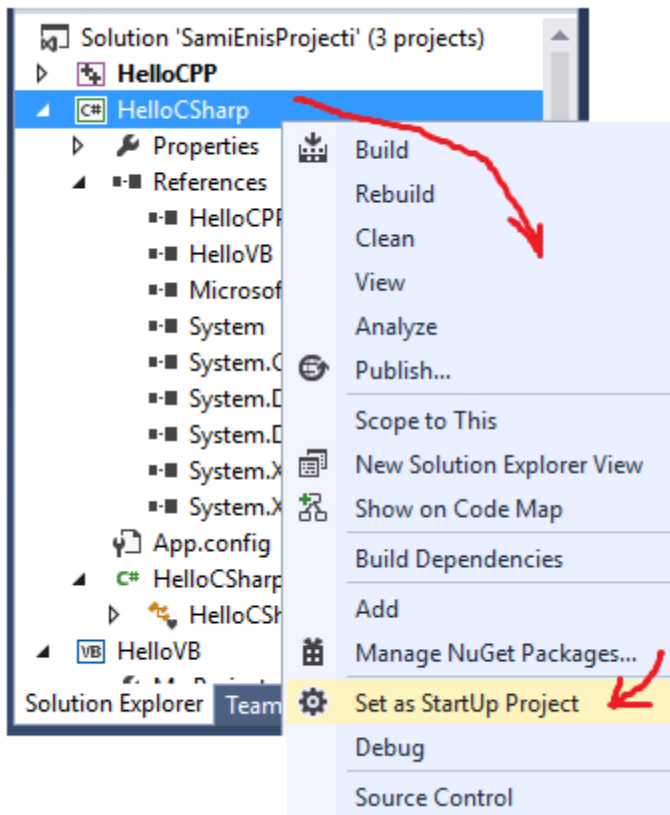 Solution 'SamiEnisProjecti' (3 projects)
HelloCPP
C# HelloCSharp
Properties
References
HelloCPP
HelloVB
Microsof
System
System.C
System.D
System.D
System.X
System.X
App.config
C# HelloCSharp
HelloCSh
VB HelloVB
Solution Explorer
Team
Build
Rebuild
Clean
View
Analyze
Publish...
Scope to This
New Solution Explorer View
Show on Code Map
Build Dependencies
Add
Manage NuGet Packages...
Set as StartUp Project
Debug
Source Control